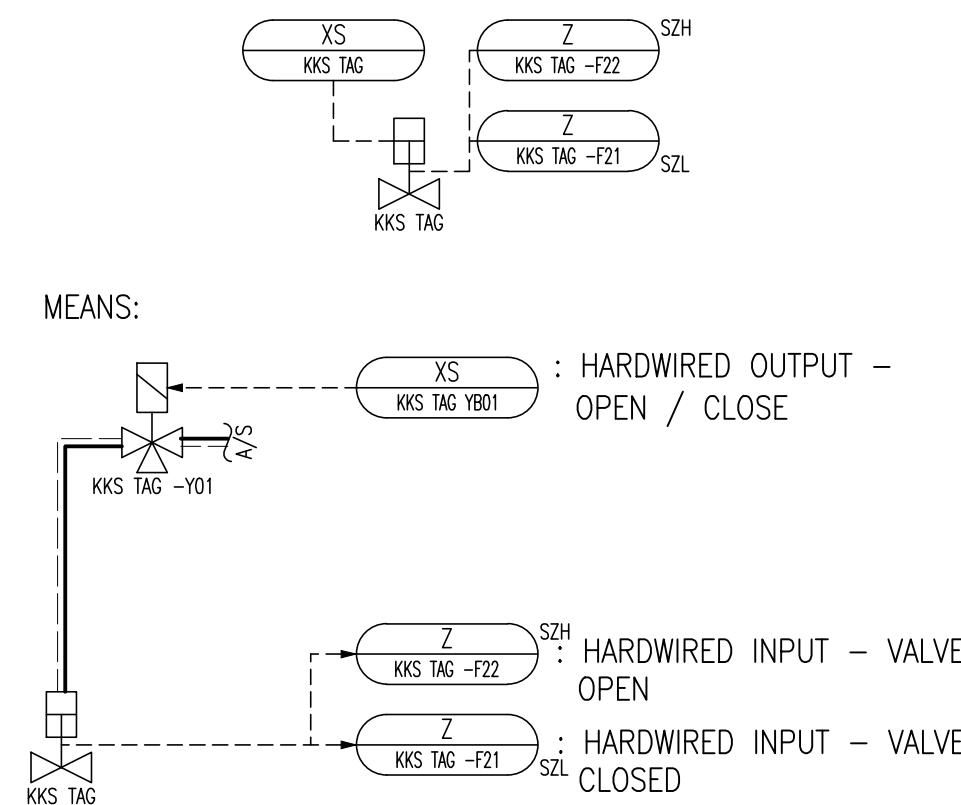 XS
KKS TAG
Z
KKS TAG -F22
SZH
Z
KKS TAG -F21
SZL
KKS TAG
MEANS:
XS
KKS TAG YB01
: HARDWIRED OUTPUT -
OPEN / CLOSE
A/S
KKS TAG -Y01
Z
KKS TAG -F22
SZH
: HARDWIRED INPUT - VALVE
OPEN
Z
KKS TAG -F21
SZL
: HARDWIRED INPUT - VALVE
CLOSED
KKS TAG